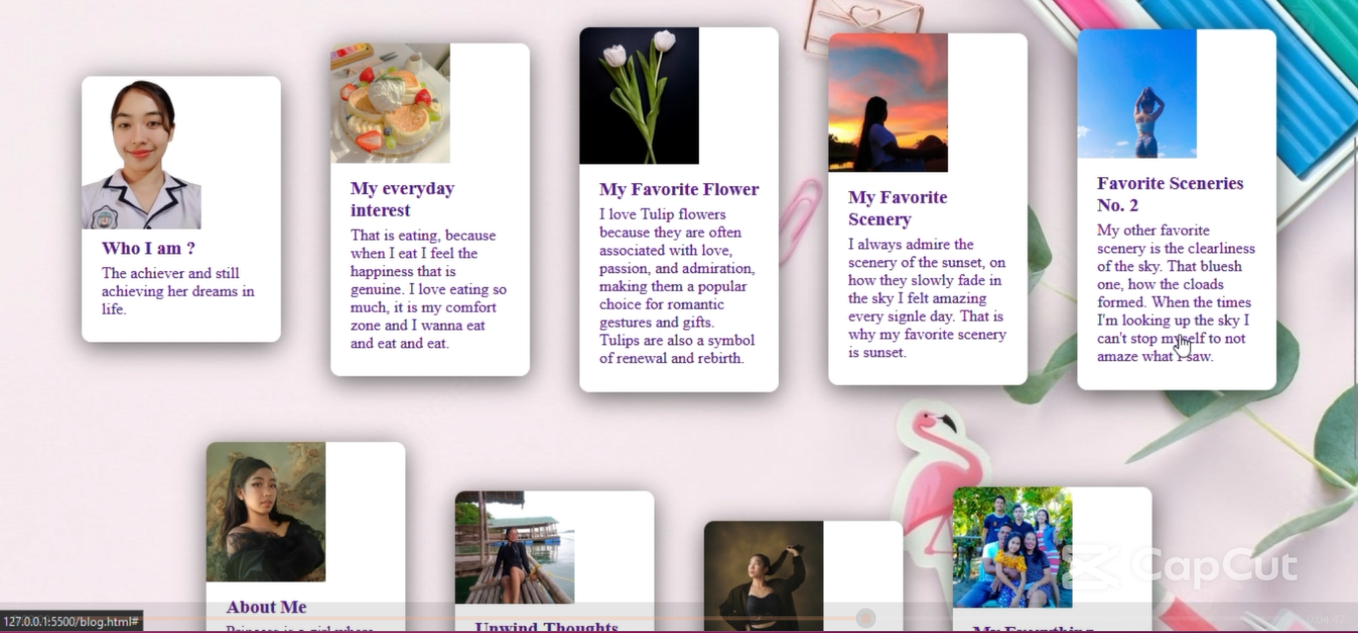 Who I am ?
The achiever and still
achieving her dreams in
life.
My everyday
interest
That is eating, because
when I eat I feel the
happiness that is
genuine. I love eating so
much, it is my comfort
zone and I wanna eat
and eat and eat.
My Favorite Flower
I love Tulip flowers
because they are often
associated with love,
passion, and admiration,
making them a popular
choice for romantic
gestures and gifts.
Tulips are also a symbol
of renewal and rebirth.
My Favorite
Scenery
I always admire the
scenery of the sunset, on
how they slowly fade in
the sky I felt amazing
every signle day. That is
why my favorite scenery
is sunset.
Favorite Sceneries
No. 2
My other favorite
scenery is the clearliness
of the sky. That bluesh
one, how the cloads
formed. When the times
I'm looking up the sky I
can't stop myself to not
amaze what I saw.
About Me
Princess is a girl where
Unwind Thoughts
My Everything
CapCut
127.0.0.1:5500/blog.html#